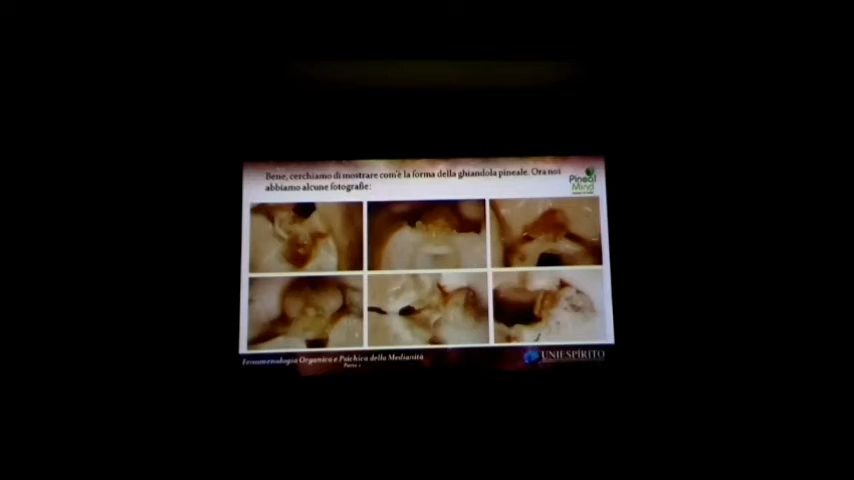 Bene, cerchiamo di mostrare com'è la forma della ghiandola pineale. Ora noi
abbiamo alcune fotografie:
Pineal
Mind
Fenomenologia Organica e Psichica della Medianità
UNIESPÍRITO